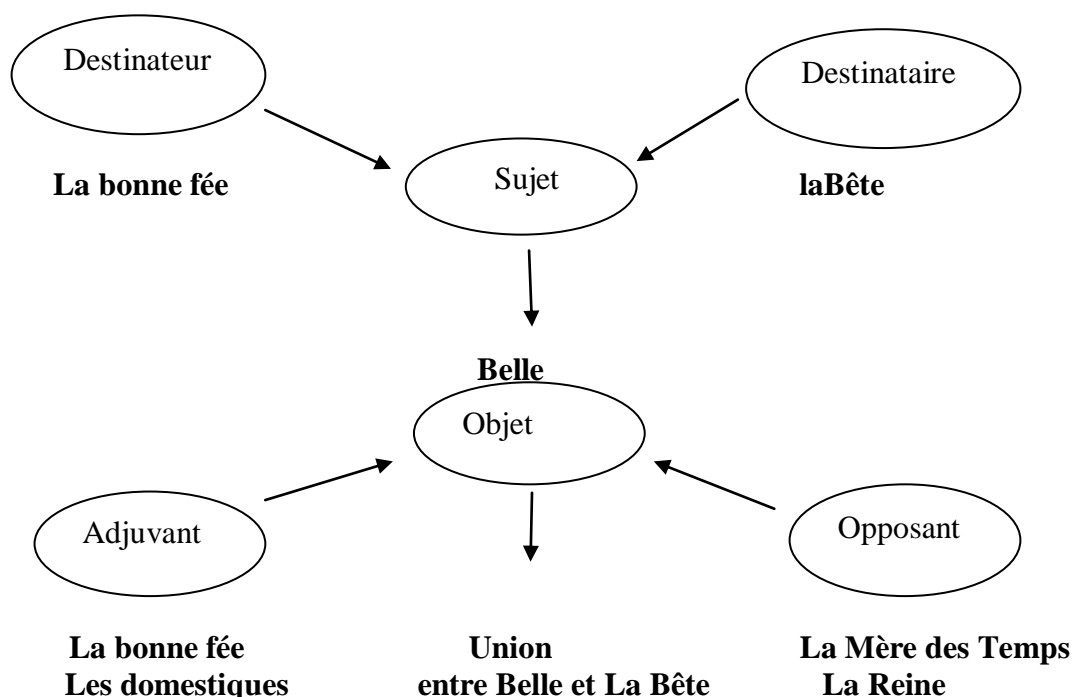 Destinateur
Destinataire
La bonne fée
Sujet
laBête
Belle
Objet
Adjuvant
Opposant
La bonne fée
Union
La Mère des Temps
Les domestiques
entre Belle et La Bête
La Reine